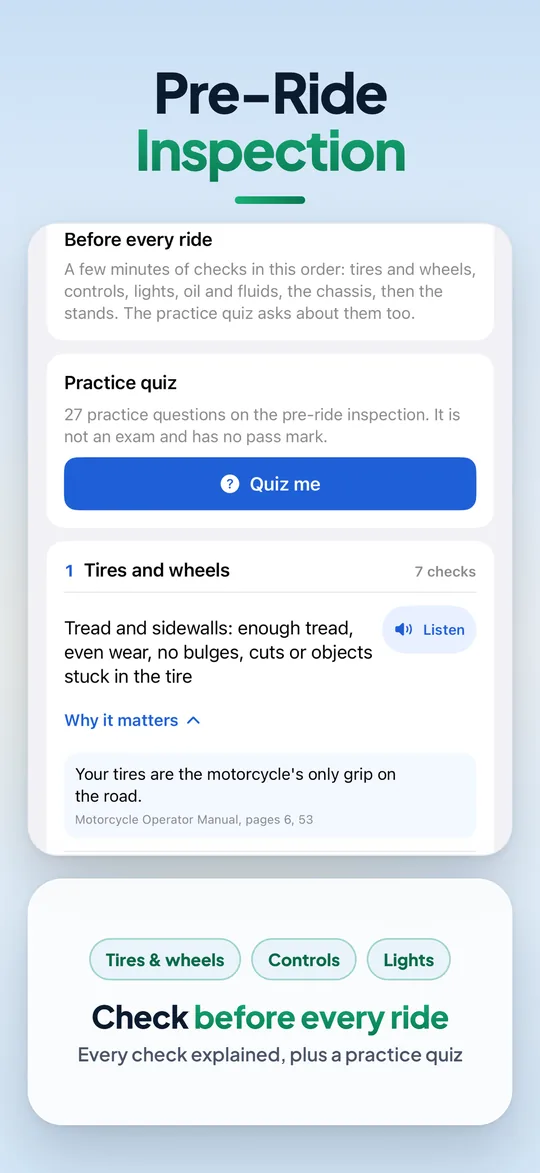 Pre-Ride
Inspection
Before every ride
A few minutes of checks in this order: tires and wheels,
controls, lights, oil and fluids, the chassis, then the
stands. The practice quiz asks about them too.
Practice quiz
27 practice questions on the pre-ride inspection. It is
not an exam and has no pass mark.
? Quiz me
1 Tires and wheels 7 checks
Tread and sidewalls: enough tread,
even wear, no bulges, cuts or objects
stuck in the tire
Listen
Why it matters
Your tires are the motorcycle's only grip on
the road.
Motorcycle Operator Manual, pages 6, 53
Tires & wheels Controls Lights
Check before every ride
Every check explained, plus a practice quiz